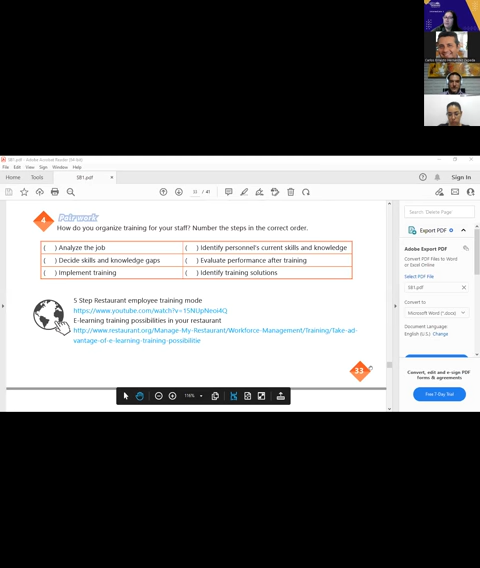 SB1.pdf - Adobe Acrobat Reader (64-bit)
File Edit View Sign Window Help
Home Tools SB1.pdf Sign In
33 / 41
4 Pair work
How do you organize training for your staff? Number the steps in the correct order.
( ) Analyze the job ( ) Identify personnel's current skills and knowledge
( ) Decide skills and knowledge gaps ( ) Evaluate performance after training
( ) Implement training ( ) Identify training solutions
5 Step Restaurant employee training mode
https://www.youtube.com/watch?v=15NUpNeoi4Q
E-learning training possibilities in your restaurant
http://www.restaurant.org/Manage-My-Restaurant/Workforce-Management/Training/Take-ad-
vantage-of-e-learning-training-possibilitie
33
116%
Search: Delete Page
Export PDF
Adobe Export PDF
Convert PDF Files to Word
or Excel Online
Select PDF File
SB1.pdf
Convert to
Microsoft Word (*.docx)
Document Language:
English (U.S.) Change
Convert, edit and e-sign PDF
forms & agreements
Free 7-Day Trial